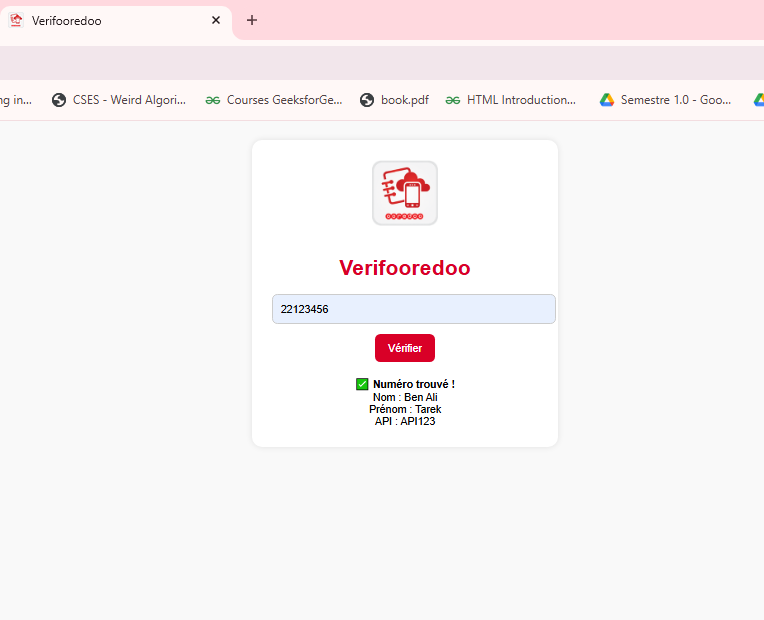 Verifooredoo
ng in...
CSES - Weird Algori...
Courses GeeksforGe...
book.pdf
HTML Introduction...
Semestre 1.0 - Goo...
ooredoo
Verifooredoo
22123456
Vérifier
Numéro trouvé !
Nom : Ben Ali
Prénom : Tarek
API : API123